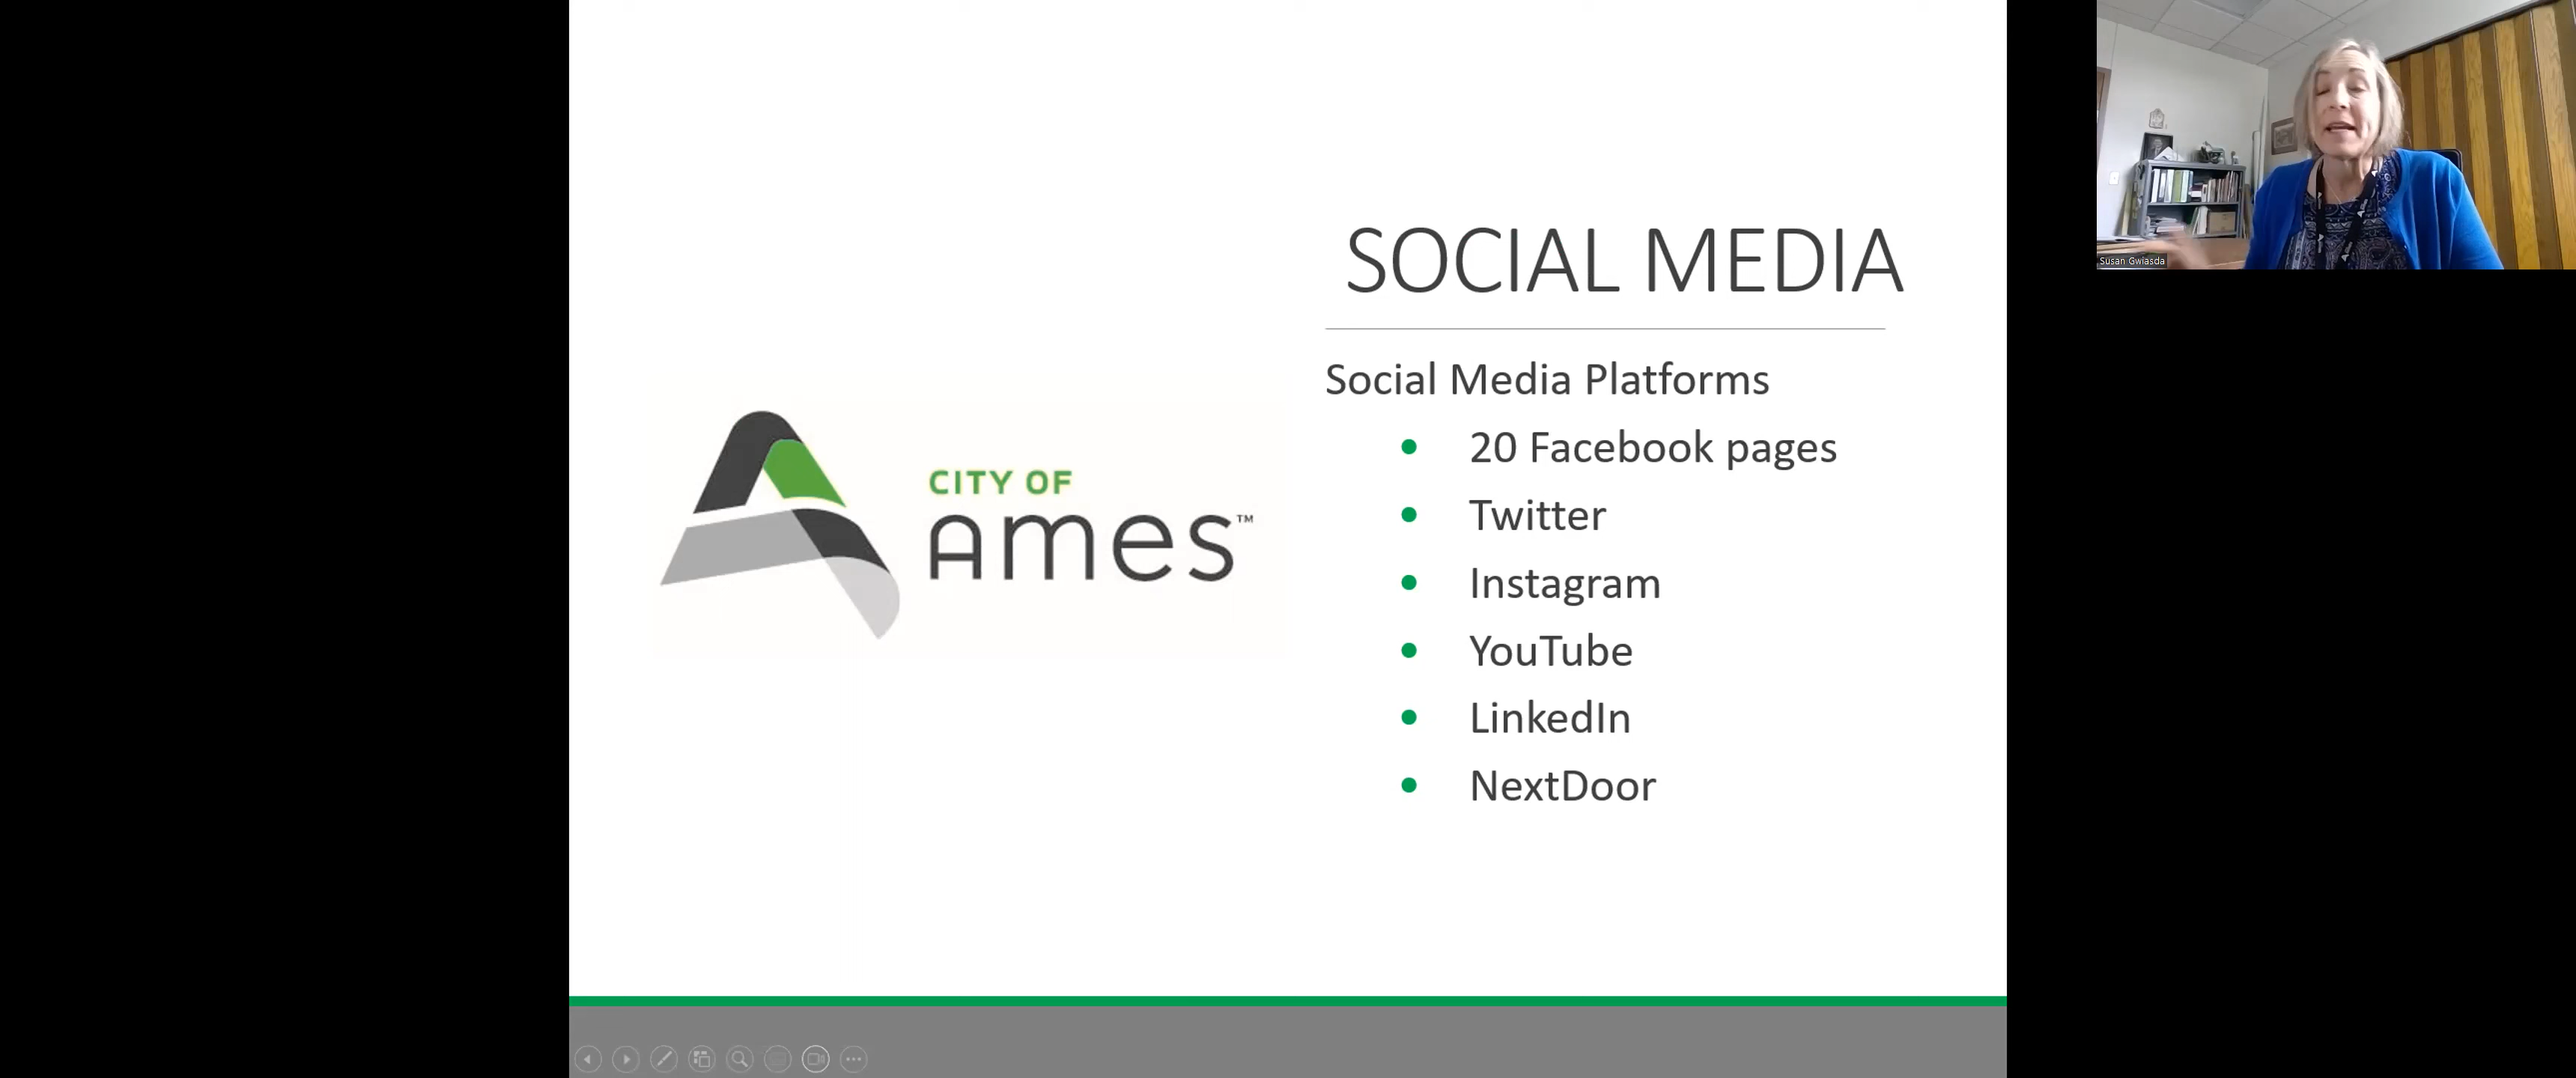 SOCIAL MEDIA
Social Media Platforms
• 20 Facebook pages
• Twitter
• Instagram
• YouTube
• LinkedIn
• NextDoor
CITY OF
Ames™
Susan Gwiasda